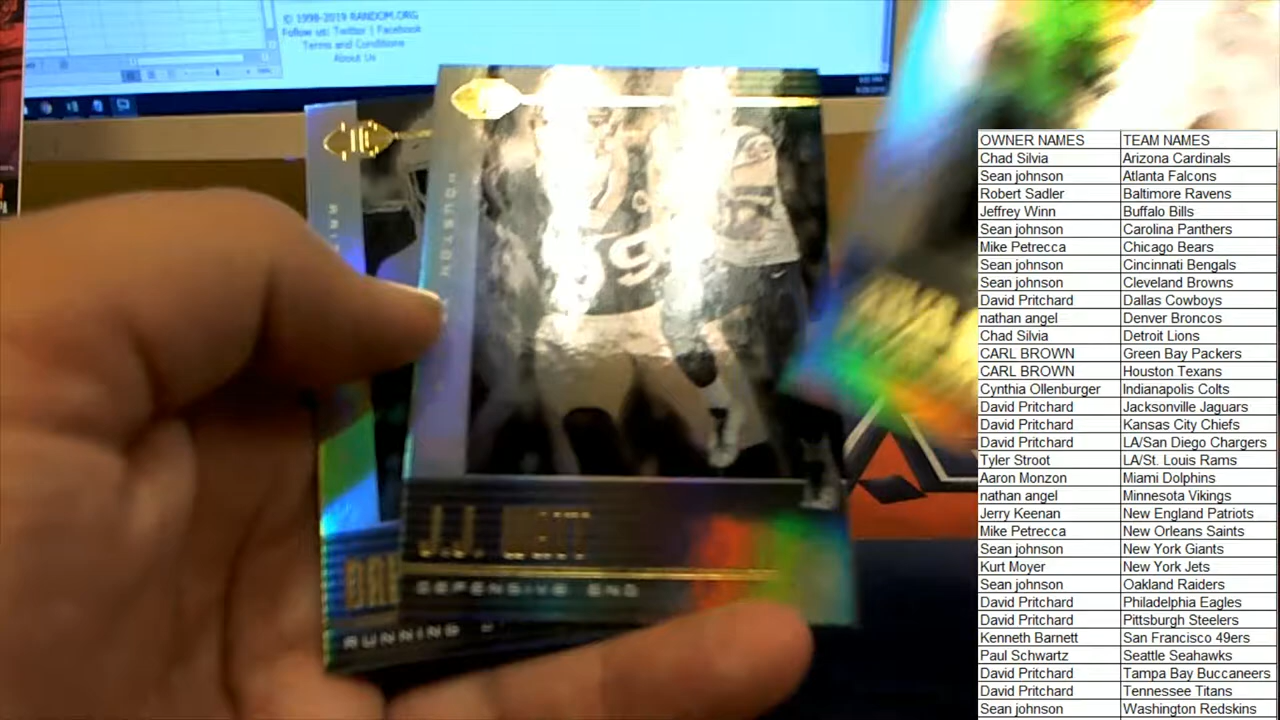 © 1998-2019 RANDOM.ORG
Follow us: Twitter | Facebook
Terms and Conditions
About Us
HOUSTON
J.J. WATT
DEFENSIVE END
RUNNING
OWNER NAMES TEAM NAMES
Chad Silvia Arizona Cardinals
Sean johnson Atlanta Falcons
Robert Sadler Baltimore Ravens
Jeffrey Winn Buffalo Bills
Sean johnson Carolina Panthers
Mike Petrecca Chicago Bears
Sean johnson Cincinnati Bengals
Sean johnson Cleveland Browns
David Pritchard Dallas Cowboys
nathan angel Denver Broncos
Chad Silvia Detroit Lions
CARL BROWN Green Bay Packers
CARL BROWN Houston Texans
Cynthia Ollenburger Indianapolis Colts
David Pritchard Jacksonville Jaguars
David Pritchard Kansas City Chiefs
David Pritchard LA/San Diego Chargers
Tyler Stroot LA/St. Louis Rams
Aaron Monzon Miami Dolphins
nathan angel Minnesota Vikings
Jerry Keenan New England Patriots
Mike Petrecca New Orleans Saints
Sean johnson New York Giants
Kurt Moyer New York Jets
Sean johnson Oakland Raiders
David Pritchard Philadelphia Eagles
David Pritchard Pittsburgh Steelers
Kenneth Barnett San Francisco 49ers
Paul Schwartz Seattle Seahawks
David Pritchard Tampa Bay Buccaneers
David Pritchard Tennessee Titans
Sean johnson Washington Redskins